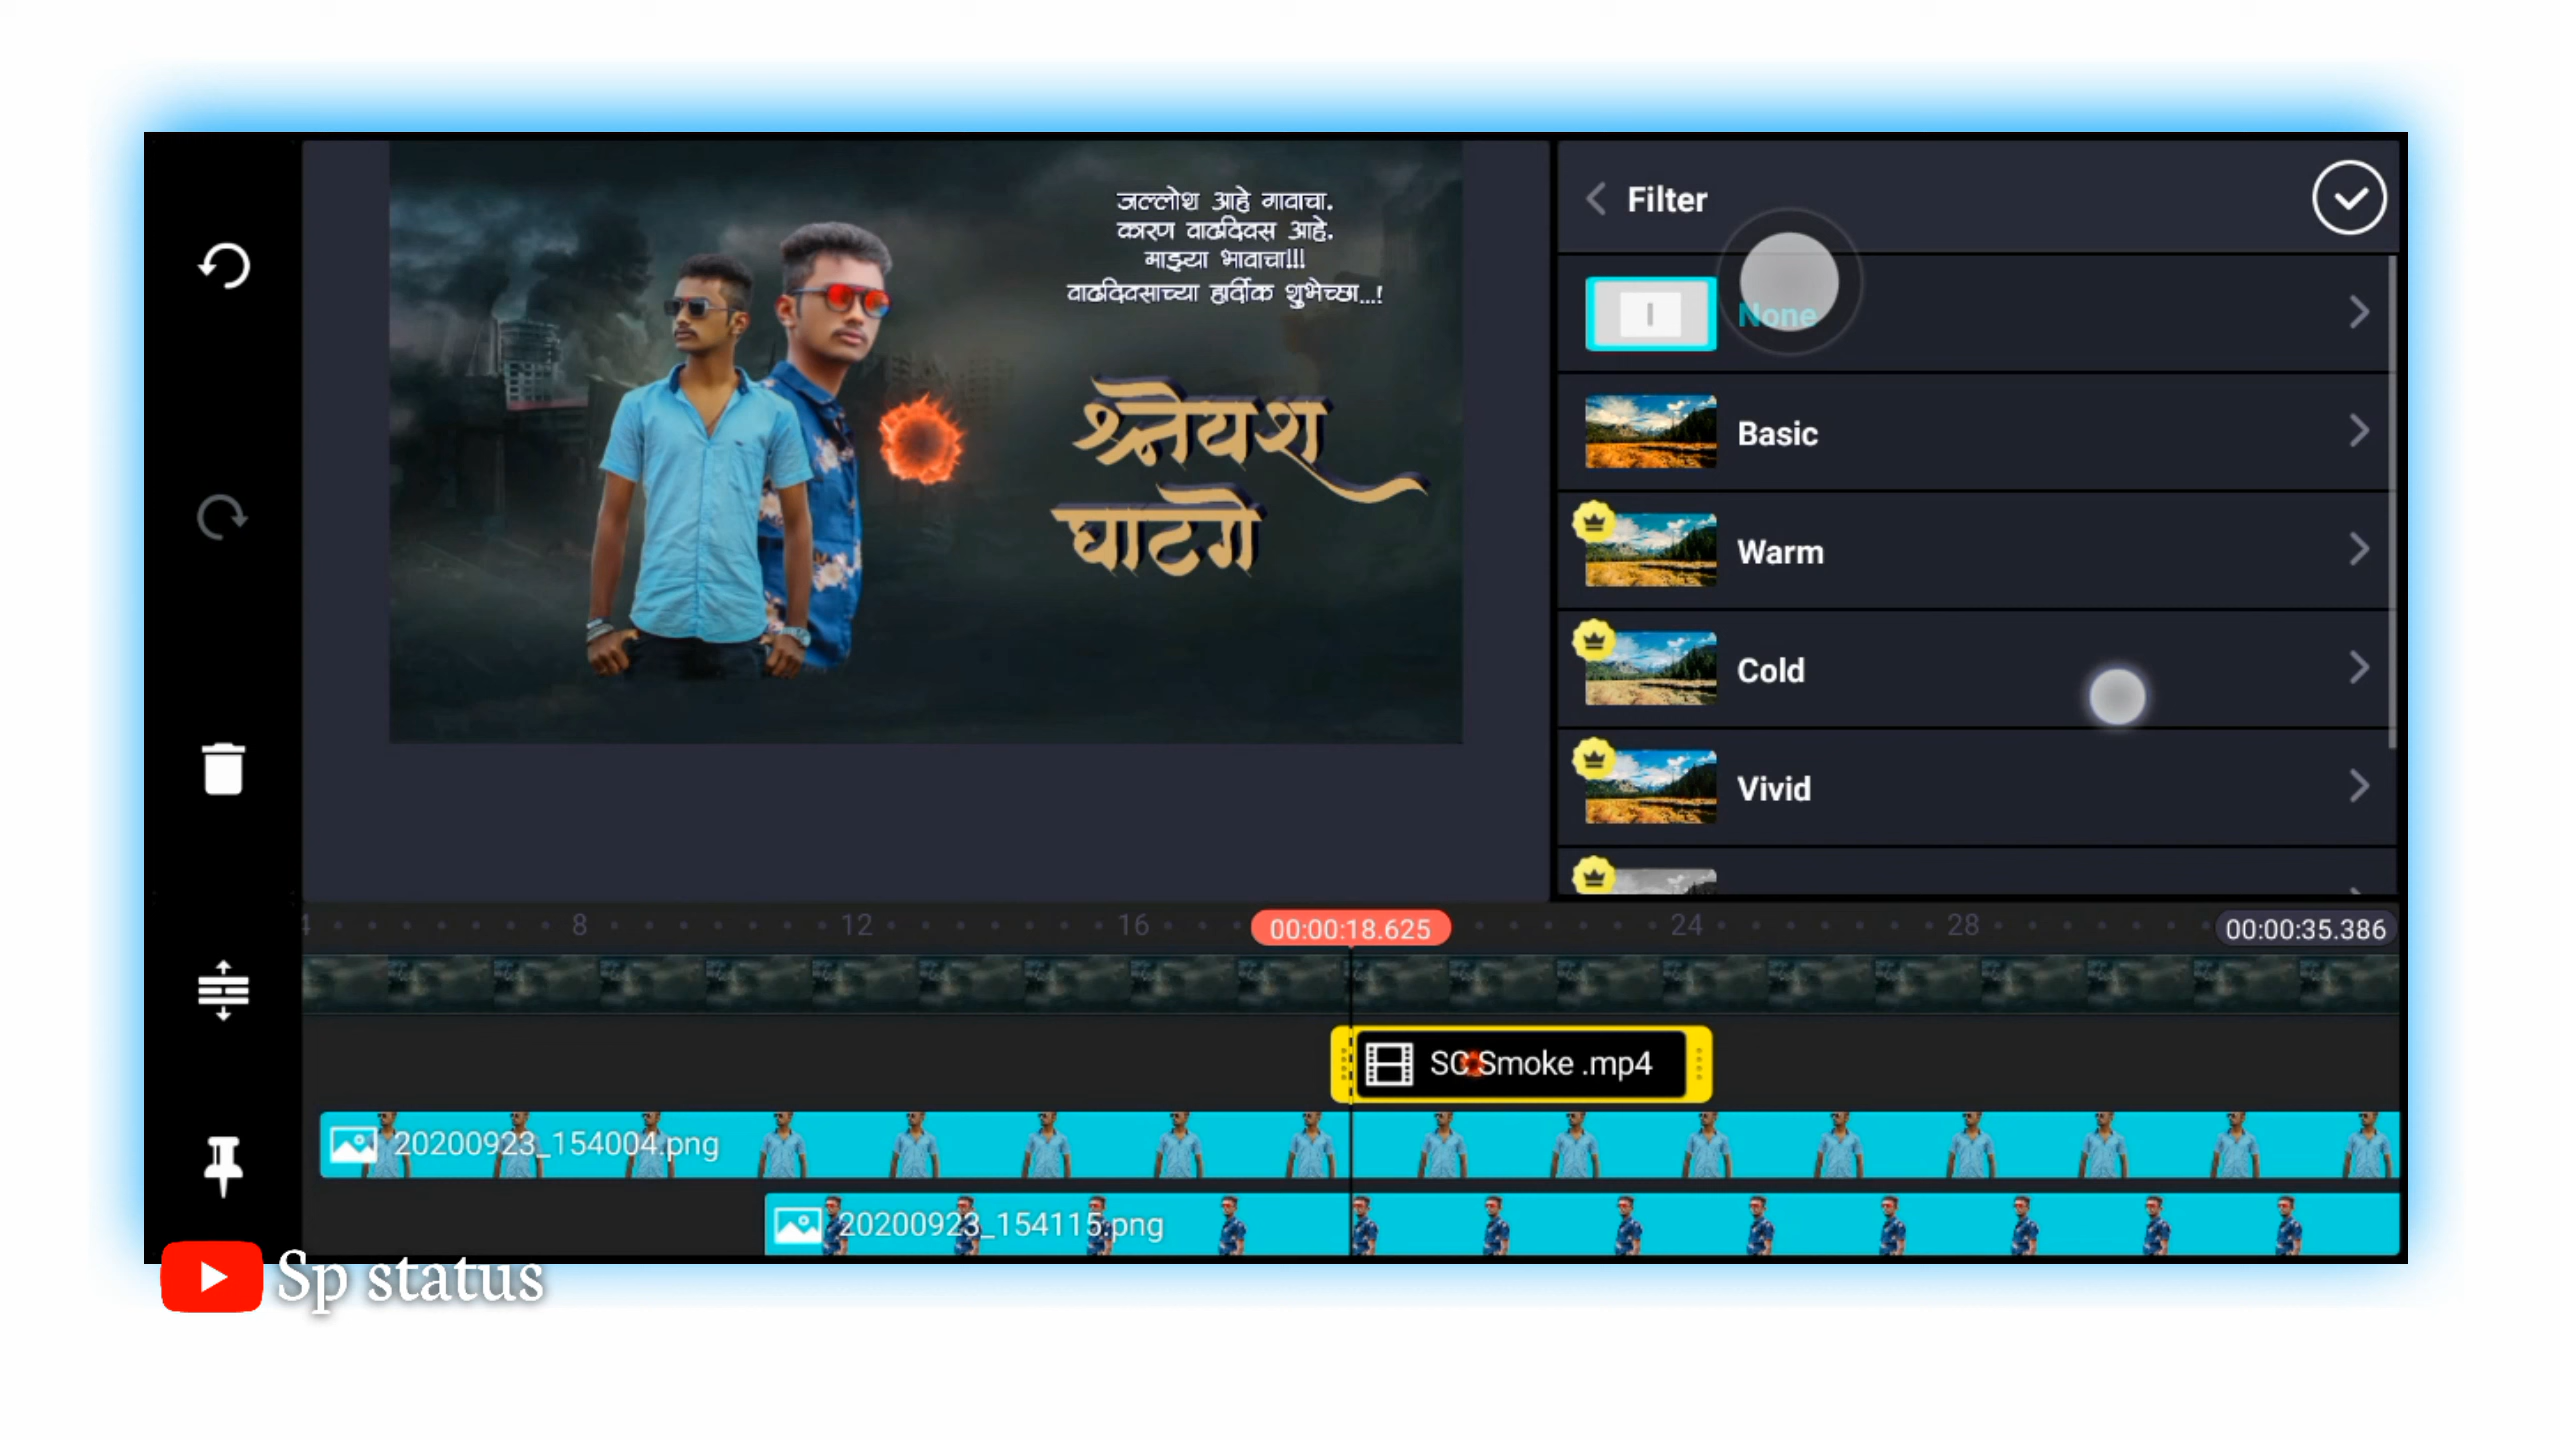 Filter
जल्लोश आहे गावाचा.
कारण वाढदिवस आहे.
माझ्या भावाचा!!!
वाढदिवसाच्या हार्दीक शुभेच्छा...!
श्रेयश
घाटगे
None
Basic
Warm
Cold
Vivid
4 8 12 16 00:00:18.625 24 28 00:00:35.386
SC Smoke .mp4
20200923_154004.png
20200923_154115.png
Sp status